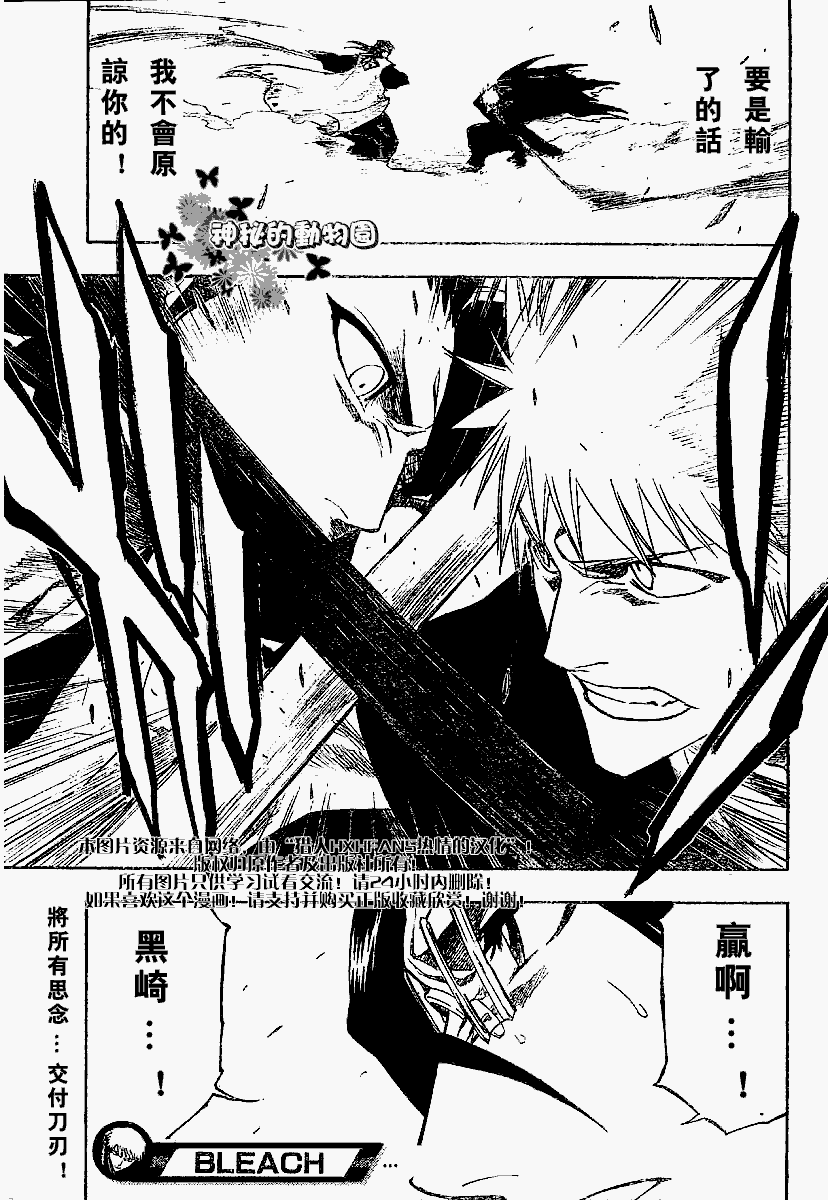 要是輸
了的話
我不會原
諒你的！
神秘的動物園
本图片资源来自网络，由“猎人HXHFANS热情的汉化”！
版权归原作者及出版社所有！
所有图片只供学习试看交流！请24小时内删除！
如果喜欢这个漫画！请支持并购买正版收藏欣赏！谢谢！
贏啊…！
黑崎…！
將所有思念…交付刀刃！
BLEACH
…